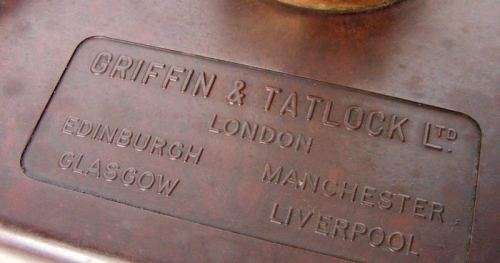 GRIFFIN & TATLOCK LTD.
LONDON
EDINBURGH MANCHESTER
GLASGOW LIVERPOOL